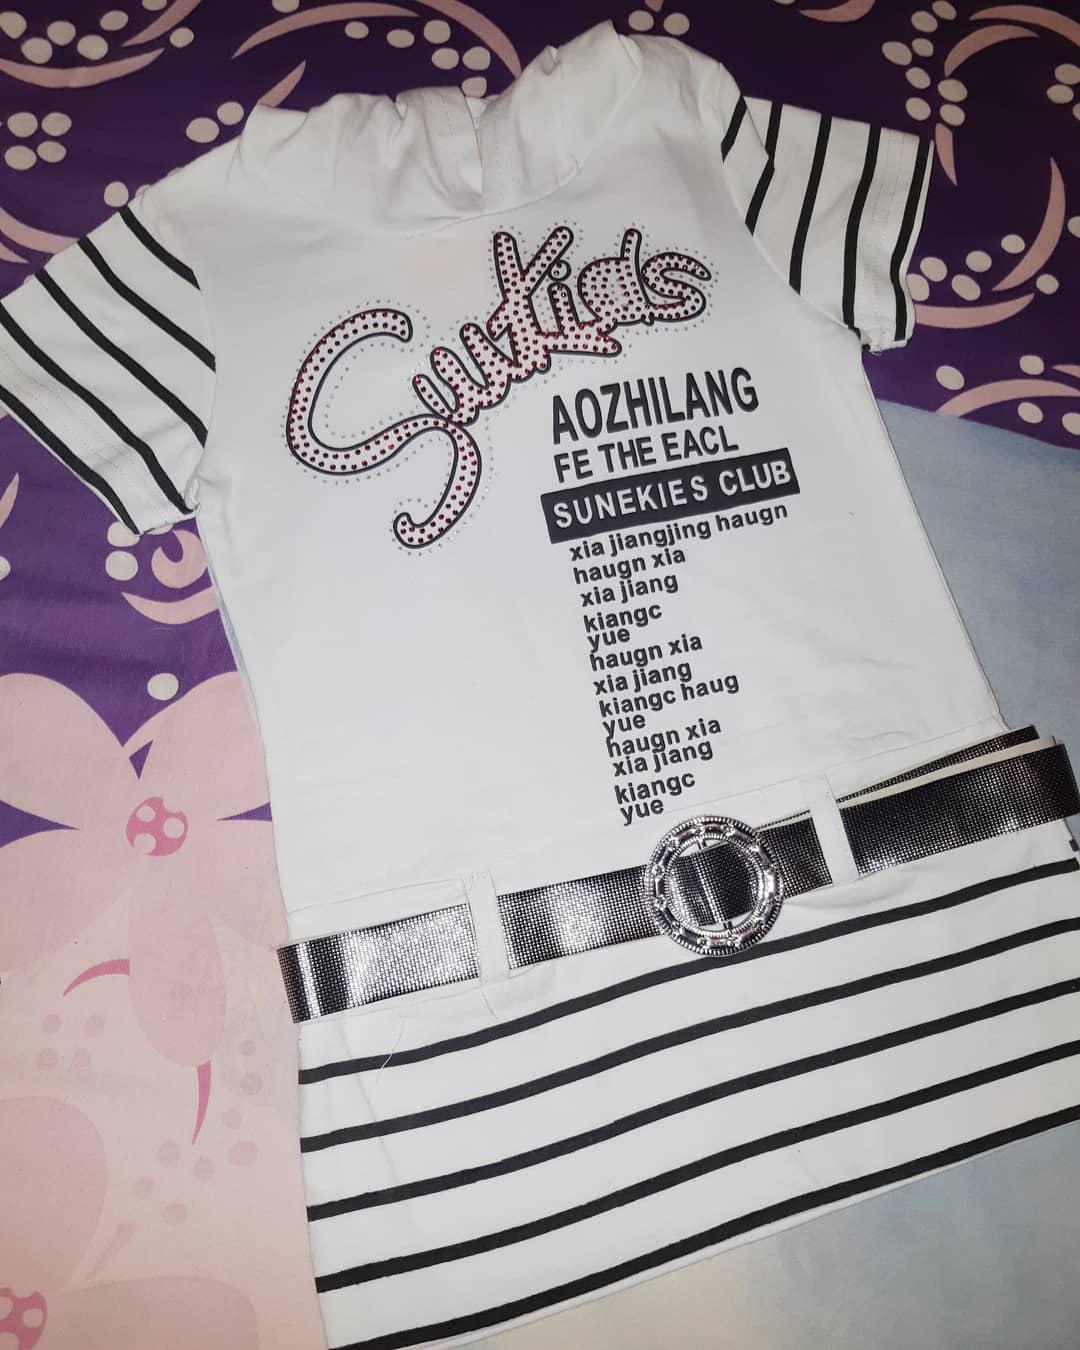 Sunkids
AOZHILANG
FE THE EACL
SUNEKIES CLUB
xia jiangjing haugn
haugn xia
xia jiang
kiangc
yue
haugn xia
xia jiang
kiangc haug
yue
haugn xia
xia jiang
kiangc
yue